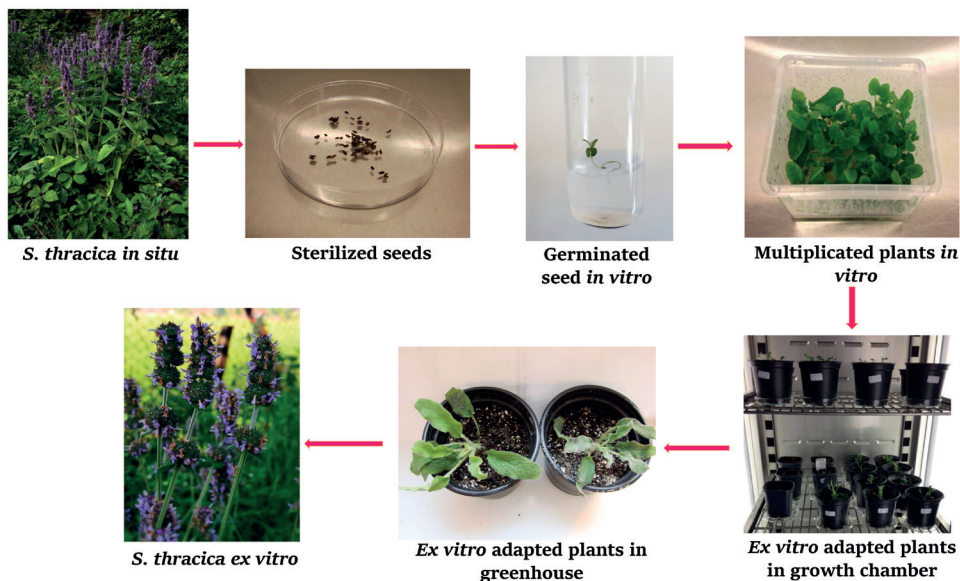 S. thracica in situ
Sterilized seeds
Germinated
seed in vitro
Multiplicated plants in
vitro
S. thracica ex vitro
Ex vitro adapted plants in
greenhouse
Ex vitro adapted plants
in growth chamber